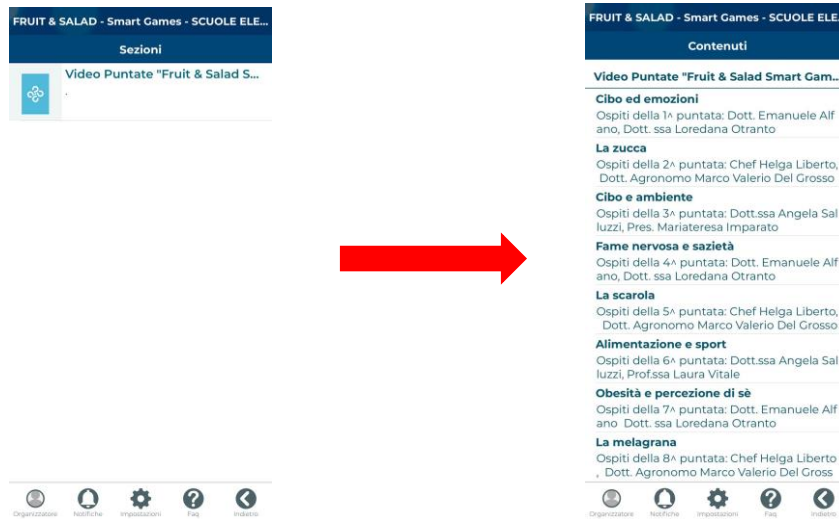 FRUIT & SALAD - Smart Games - SCUOLE ELE...
Sezioni
Video Puntate "Fruit & Salad S...
,
Organizzatore
Notifiche
Impostazioni
Faq
Indietro
FRUIT & SALAD - Smart Games - SCUOLE ELE.
Contenuti
Video Puntate "Fruit & Salad Smart Gam...
Cibo ed emozioni
Ospiti della 1^ puntata: Dott. Emanuele Alf
ano, Dott. ssa Loredana Otranto
La zucca
Ospiti della 2^ puntata: Chef Helga Liberto,
Dott. Agronomo Marco Valerio Del Grosso
Cibo e ambiente
Ospiti della 3^ puntata: Dott.ssa Angela Sal
luzzi, Pres. Mariateresa Imparato
Fame nervosa e sazietà
Ospiti della 4^ puntata: Dott. Emanuele Alf
ano, Dott. ssa Loredana Otranto
La scarola
Ospiti della 5^ puntata: Chef Helga Liberto,
Dott. Agronomo Marco Valerio Del Grosso
Alimentazione e sport
Ospiti della 6^ puntata: Dott.ssa Angela Sal
luzzi, Prof.ssa Laura Vitale
Obesità e percezione di sè
Ospiti della 7^ puntata: Dott. Emanuele Alf
ano Dott. ssa Loredana Otranto
La melagrana
Ospiti della 8^ puntata: Chef Helga Liberto
, Dott. Agronomo Marco Valerio Del Gross
Organizzatore
Notifiche
Impostazioni
Faq
Indietro